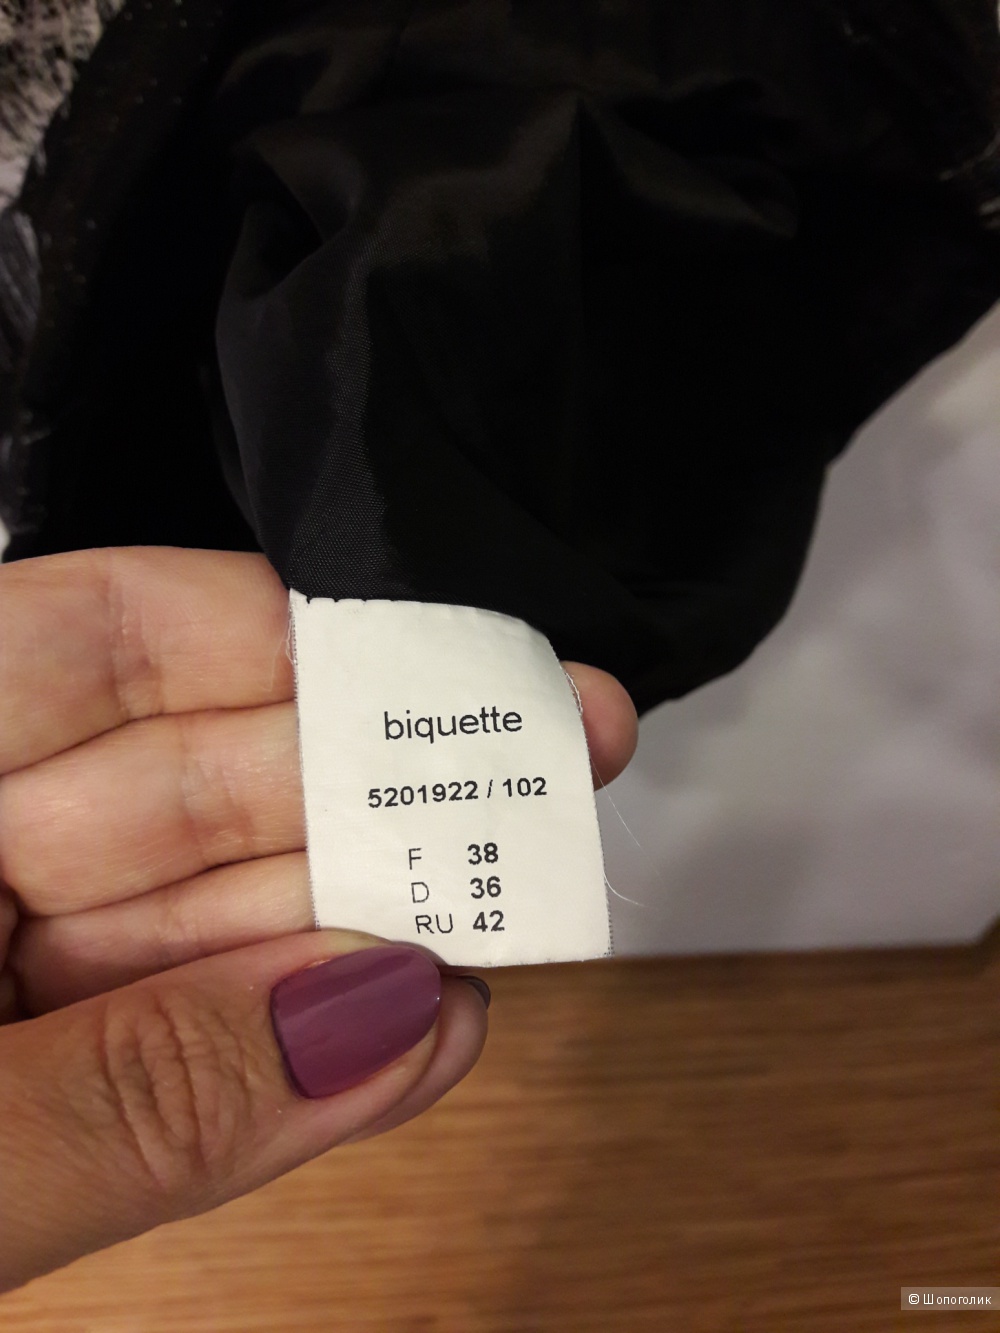 biquette
5201922 / 102
F 38
D 36
RU 42
© Шопоголик